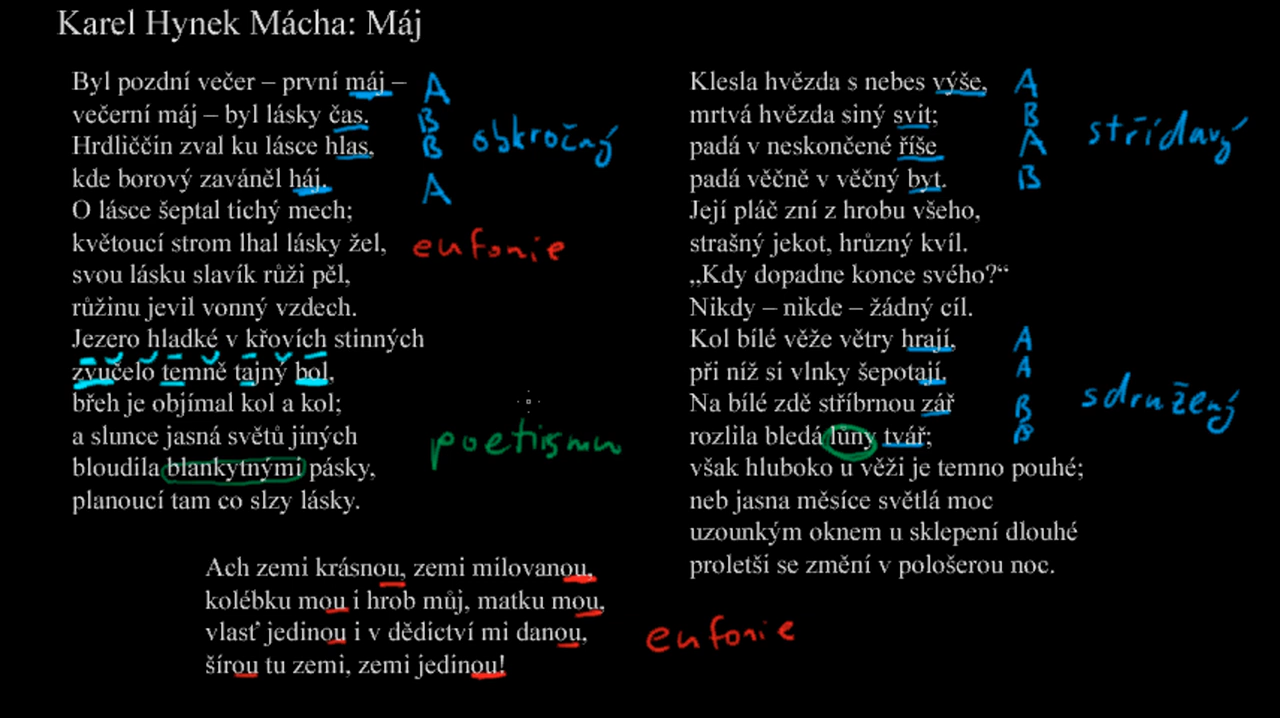 Karel Hynek Mácha: Máj
Byl pozdní večer – první máj – A
večerní máj – byl lásky čas. B
Hrdliččin zval ku lásce hlas, B obkročný
kde borový zaváněl háj. A
O lásce šeptal tichý mech;
květoucí strom lhal lásky žel, eufonie
svou lásku slavík růži pěl,
růžinu jevil vonný vzdech.
Jezero hladké v křovích stinných
zvučelo temně tajný bol,
břeh je objímal kol a kol;
a slunce jasná světů jiných poetismu
bloudila blankytnými pásky,
planoucí tam co slzy lásky.
Klesla hvězda s nebes výše, A
mrtvá hvězda siný svit; B střídavý
padá v neskončené říše A
padá věčně v věčný byt. B
Její pláč zní z hrobu všeho,
strašný jekot, hrůzný kvíl.
„Kdy dopadne konce svého?“
Nikdy – nikde – žádný cíl.
Kol bílé věže větry hrají, A
při níž si vlnky šepotají. A
Na bílé zdě stříbrnou zář B sdružený
rozlila bledá lůny tvář; B
však hluboko u věži je temno pouhé;
neb jasna měsíce světlá moc
uzounkým oknem u sklepení dlouhé
proletši se změní v pološerou noc.
Ach zemi krásnou, zemi milovanou,
kolébku mou i hrob můj, matku mou,
vlasť jedinou i v dědictví mi danou, eufonie
šírou tu zemi, zemi jedinou!